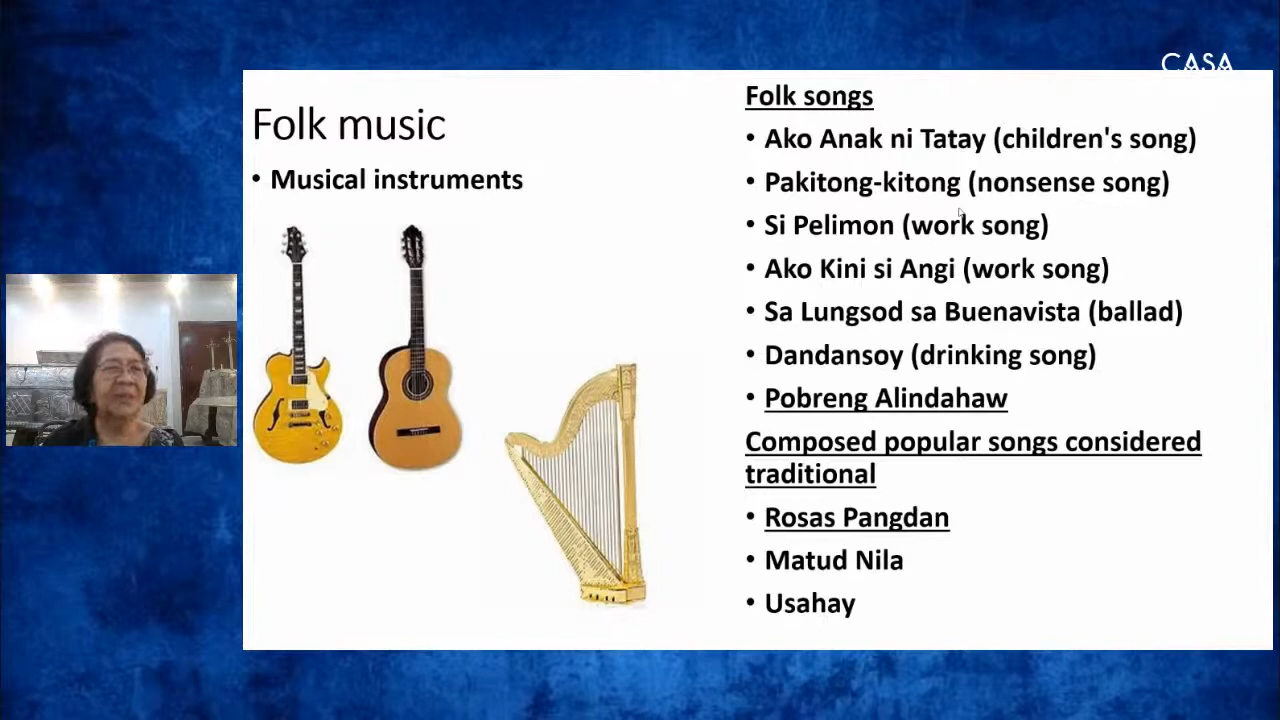 CASA
Folk music
• Musical instruments
Folk songs
• Ako Anak ni Tatay (children's song)
• Pakitong-kitong (nonsense song)
• Si Pelimon (work song)
• Ako Kini si Angi (work song)
• Sa Lungsod sa Buenavista (ballad)
• Dandansoy (drinking song)
• Pobreng Alindahaw
Composed popular songs considered
traditional
• Rosas Pangdan
• Matud Nila
• Usahay